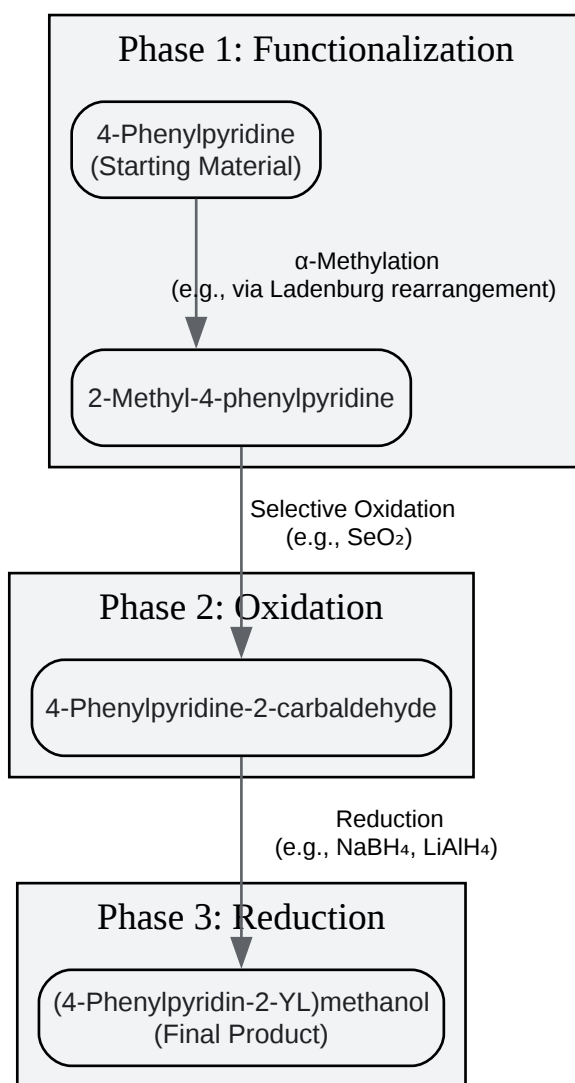 Phase 1: Functionalization
4-Phenylpyridine
(Starting Material)
α-Methylation
(e.g., via Ladenburg rearrangement)
2-Methyl-4-phenylpyridine
Selective Oxidation
(e.g., SeO₂)
Phase 2: Oxidation
4-Phenylpyridine-2-carbaldehyde
Reduction
(e.g., NaBH₄, LiAlH₄)
Phase 3: Reduction
(4-Phenylpyridin-2-YL)methanol
(Final Product)